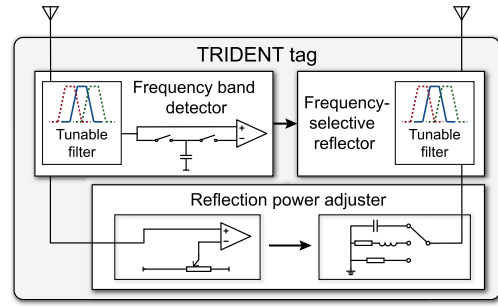 TRIDENT tag
Frequency band
detector
Tunable
filter
+
−
Frequency-
selective
reflector
Tunable
filter
Reflection power adjuster
+
−